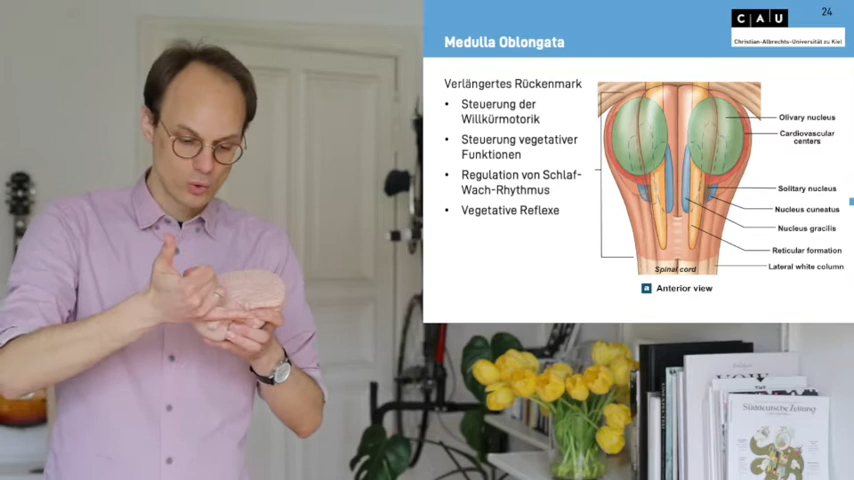 24
CAU
Christian-Albrechts-Universität zu Kiel
Medulla Oblongata
Verlängertes Rückenmark
• Steuerung der
Willkürmotorik
• Steuerung vegetativer
Funktionen
• Regulation von Schlaf-
Wach-Rhythmus
• Vegetative Reflexe
Olivary nucleus
Cardiovascular
centers
Solitary nucleus
Nucleus cuneatus
Nucleus gracilis
Reticular formation
Lateral white column
Spinal cord
a Anterior view
Süddeutsche Zeitung